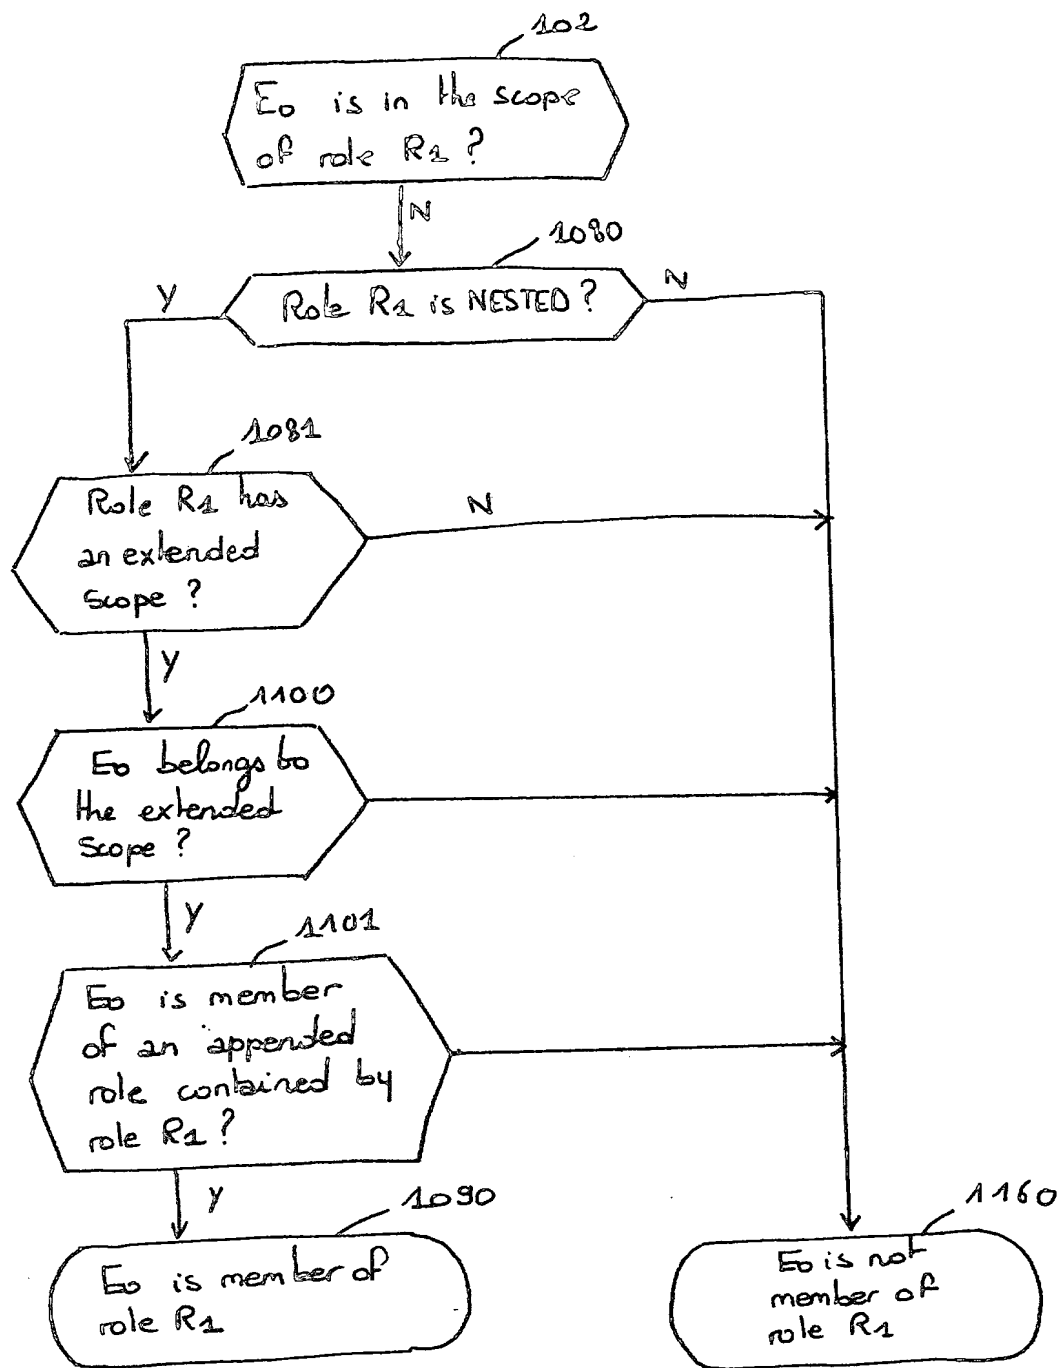 102
E0 is in the scope
of role R1 ?
N
1080
Role R1 is NESTED ?
Y
N
1081
Role R1 has
an extended
scope ?
N
Y
1100
E0 belongs to
the extended
scope ?
Y
1101
E0 is member
of an appended
role contained by
role R1 ?
Y
1090
E0 is member of
role R1
1160
E0 is not
member of
role R1